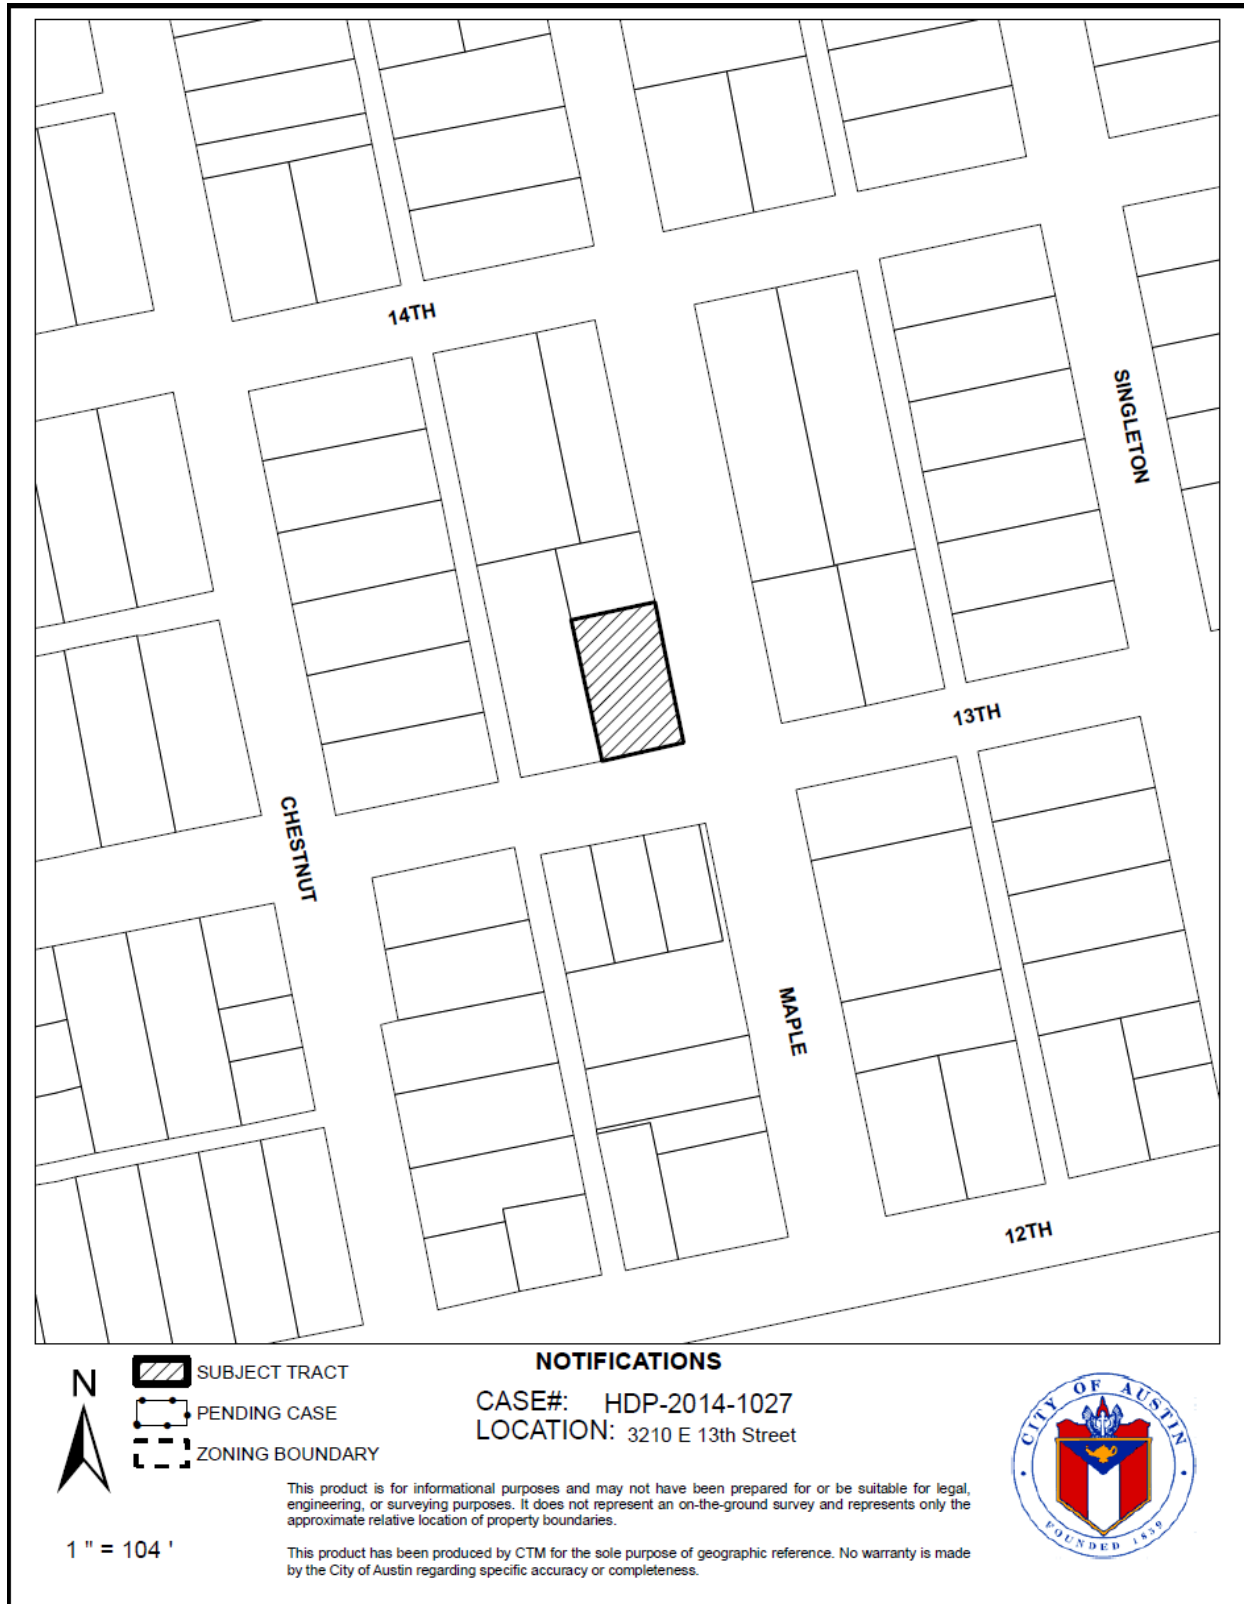 14TH
SINGLETON
13TH
CHESTNUT
MAPLE
12TH
N
1 " = 104 '
SUBJECT TRACT
PENDING CASE
ZONING BOUNDARY
NOTIFICATIONS
CASE#: HDP-2014-1027
LOCATION: 3210 E 13th Street
This product is for informational purposes and may not have been prepared for or be suitable for legal,
engineering, or surveying purposes. It does not represent an on-the-ground survey and represents only the
approximate relative location of property boundaries.
This product has been produced by CTM for the sole purpose of geographic reference. No warranty is made
by the City of Austin regarding specific accuracy or completeness.
CITY OF AUSTIN
FOUNDED 1839